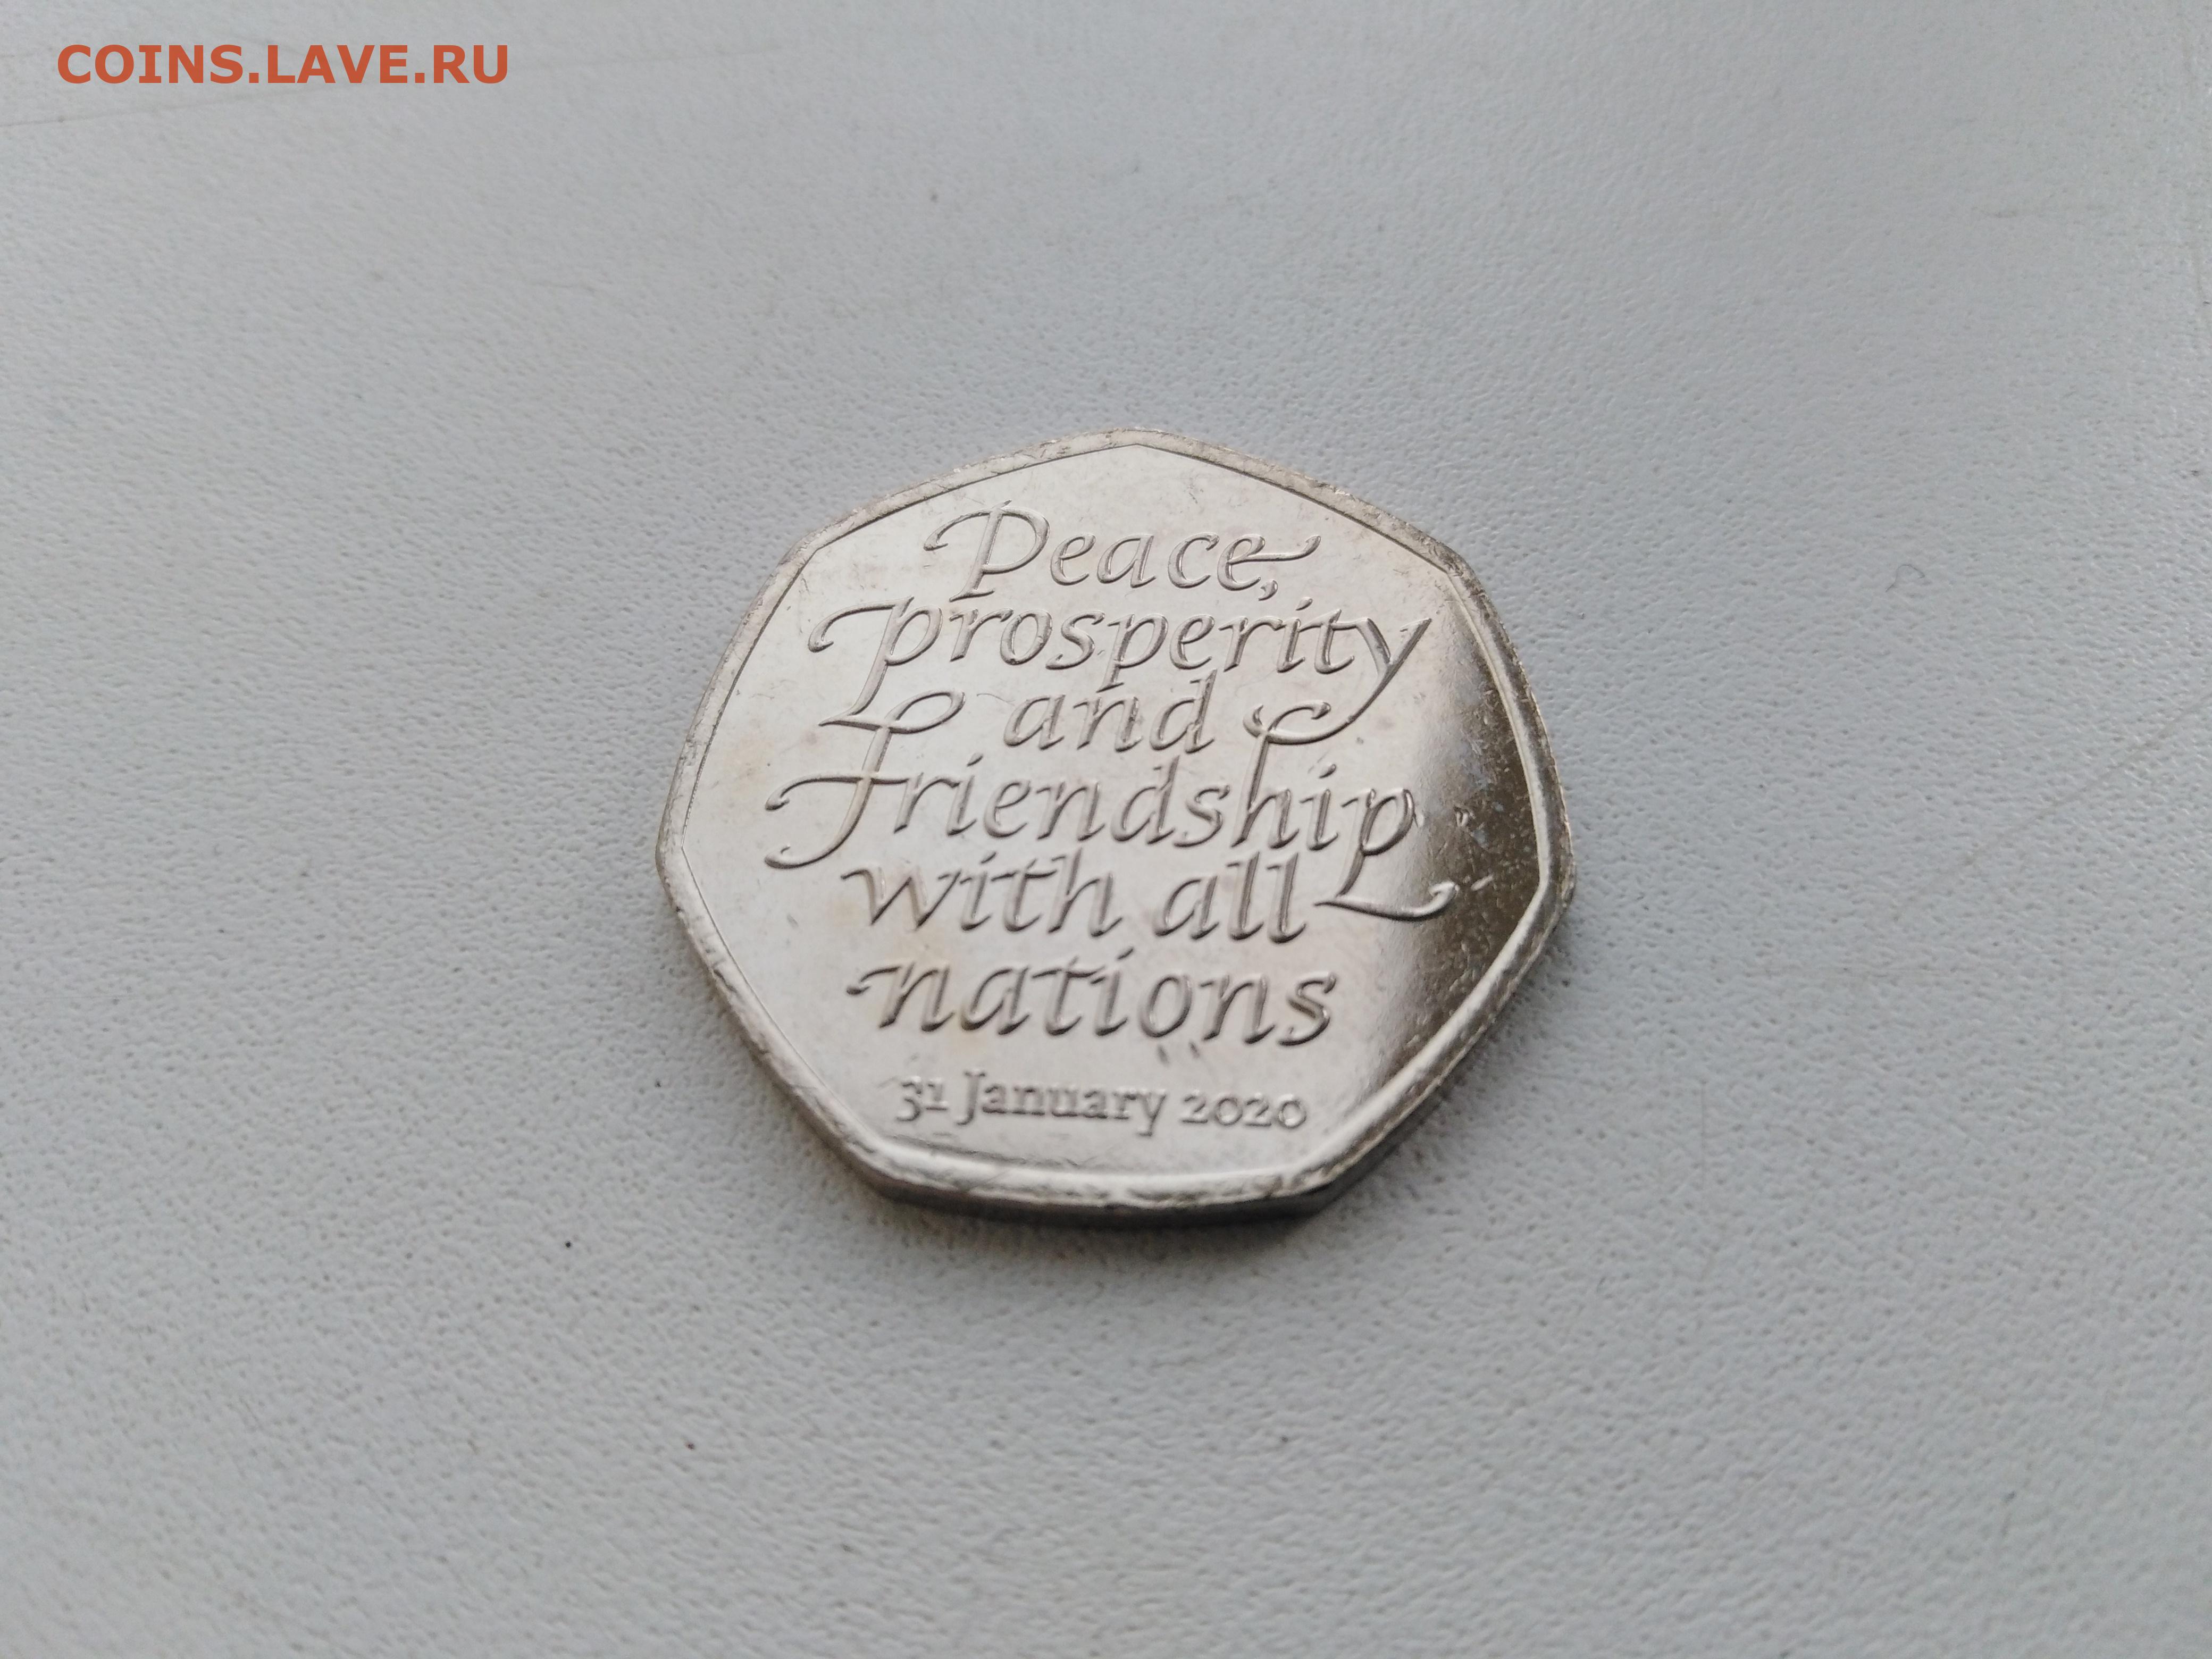 COINS.LAVE.RU
Peace,
prosperity
and
friendship
with all
nations
31 January 2020